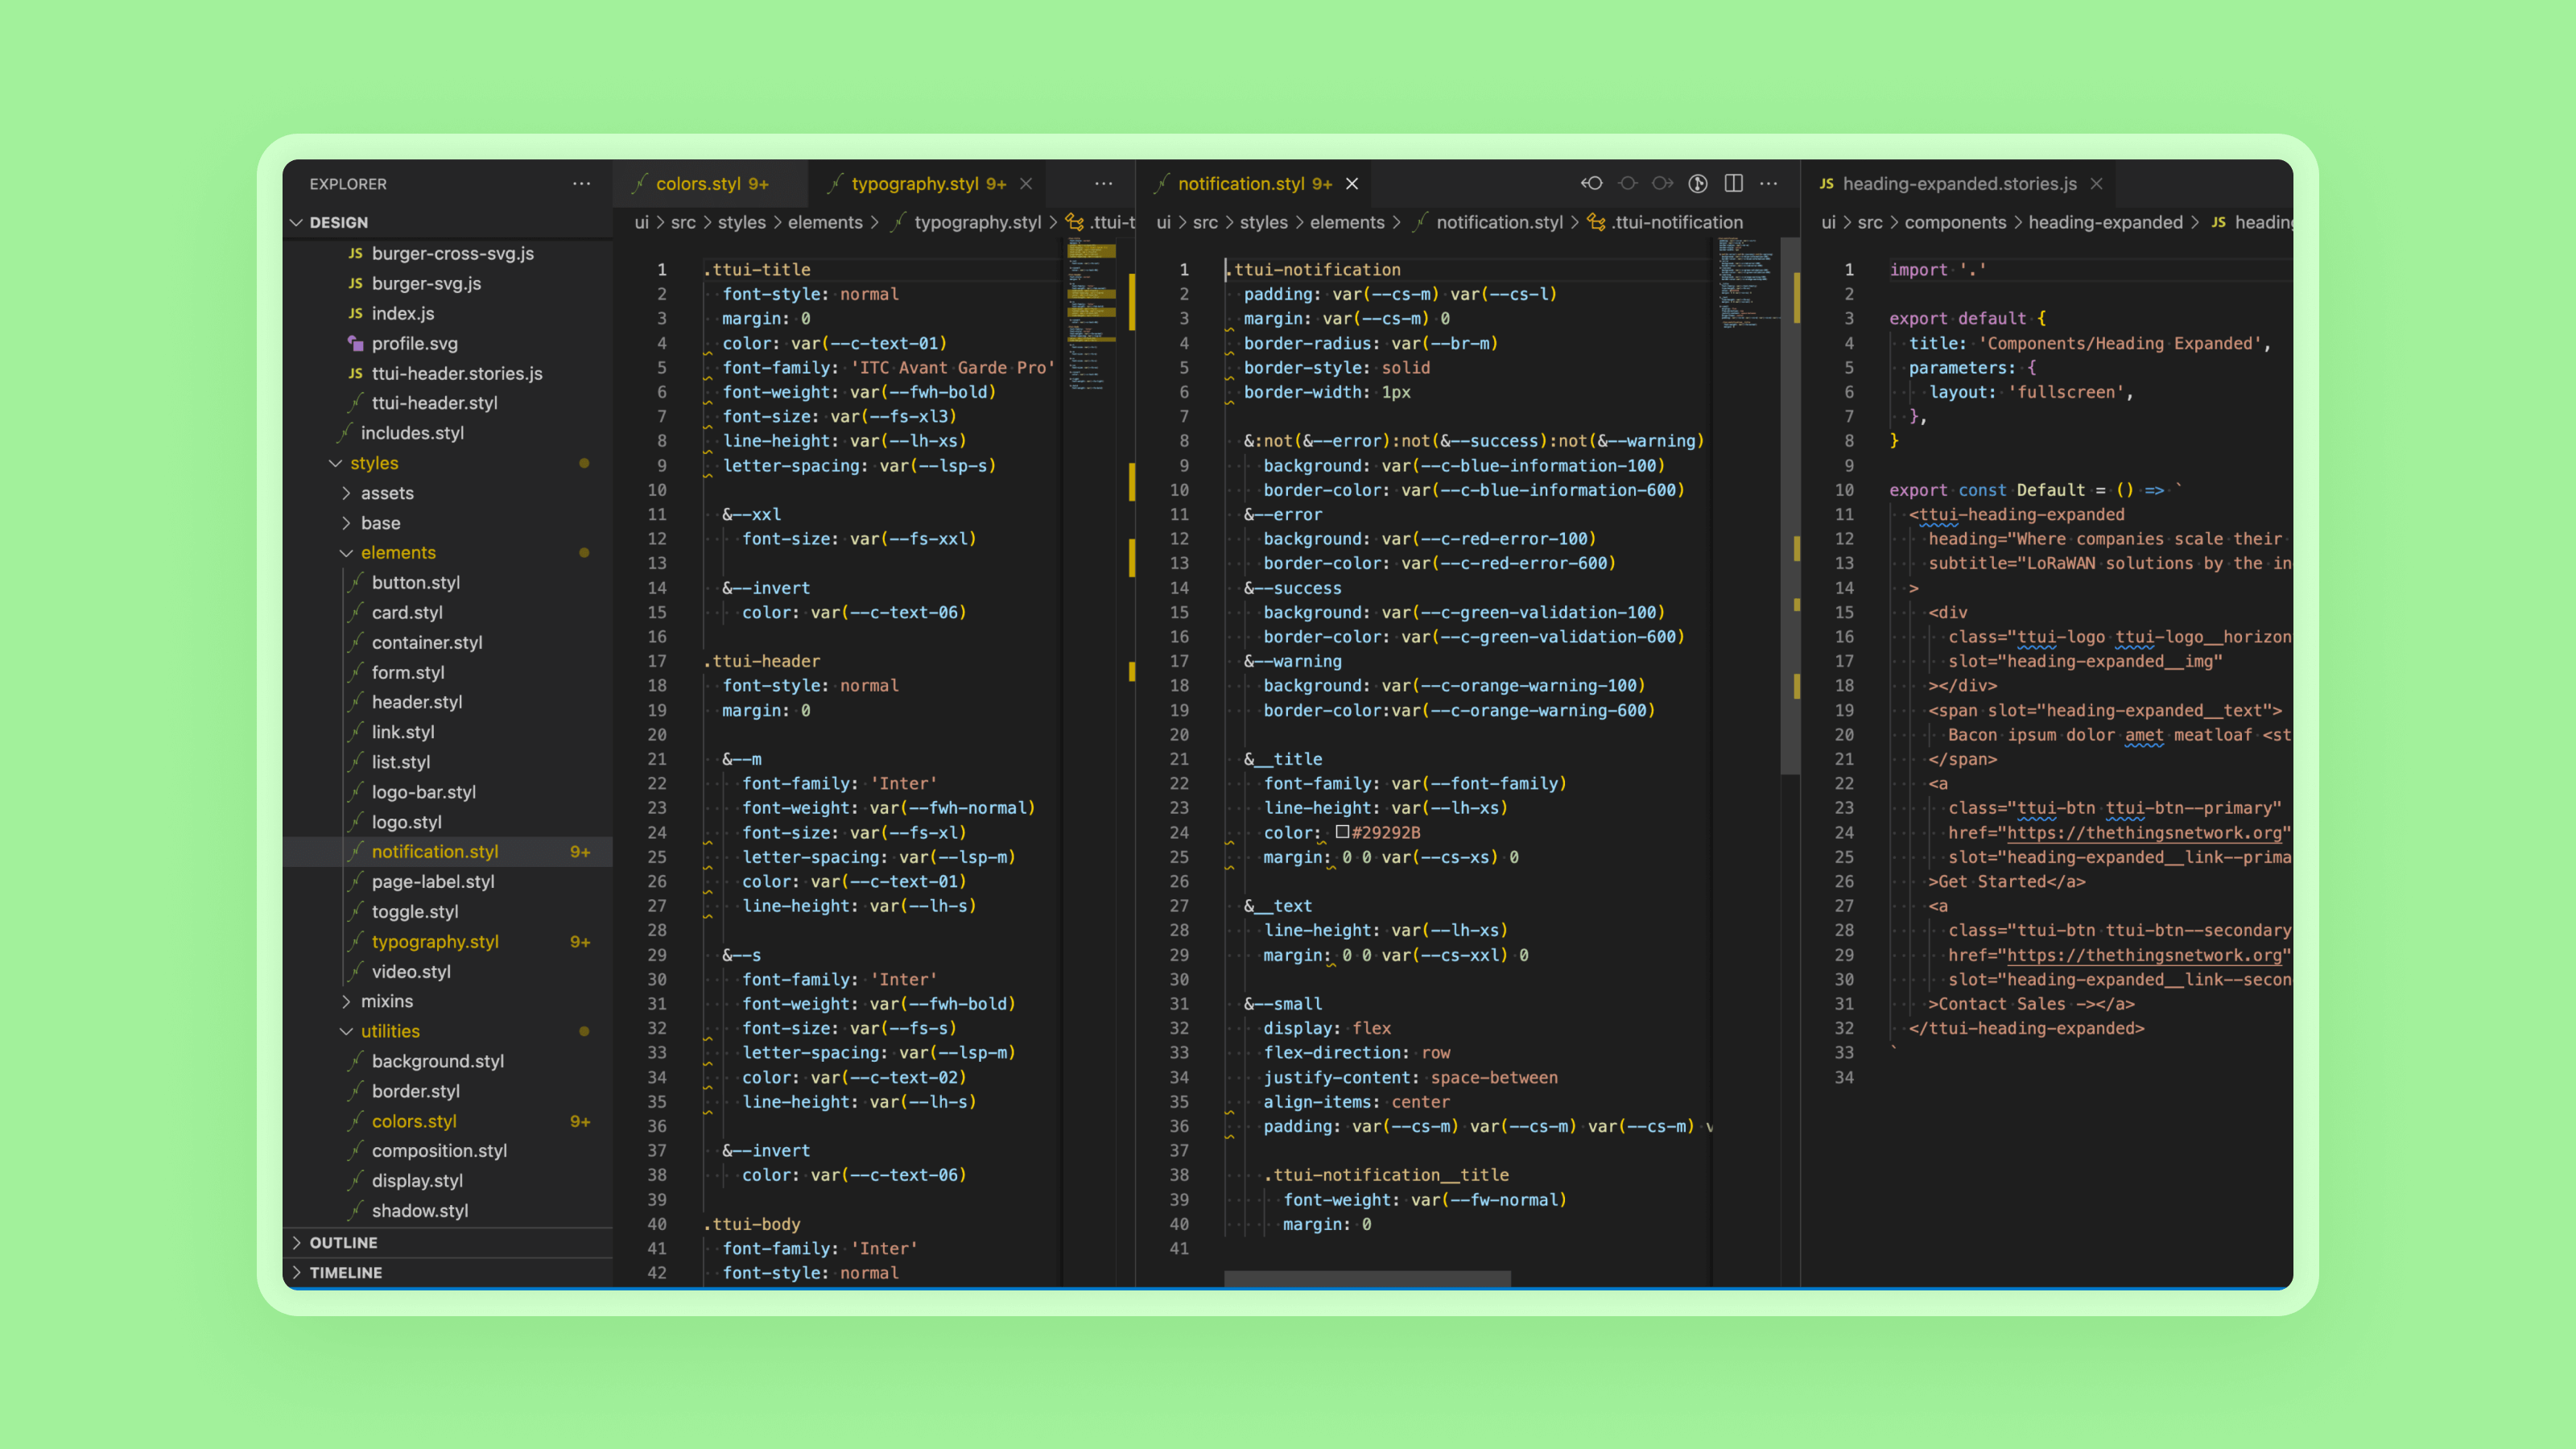 EXPLORER
DESIGN
burger-cross-svg.js
burger-svg.js
index.js
profile.svg
ttui-header.stories.js
ttui-header.styl
includes.styl
styles
assets
base
elements
button.styl
card.styl
container.styl
form.styl
header.styl
link.styl
list.styl
logo-bar.styl
logo.styl
notification.styl 9+
page-label.styl
toggle.styl
typography.styl 9+
video.styl
mixins
utilities
background.styl
border.styl
colors.styl 9+
composition.styl
display.styl
shadow.styl
OUTLINE
TIMELINE
colors.styl 9+ typography.styl 9+
ui > src > styles > elements > typography.styl > .ttui-t
1 .ttui-title
2 font-style: normal
3 margin: 0
4 color: var(--c-text-01)
5 font-family: 'ITC Avant Garde Pro'
6 font-weight: var(--fwh-bold)
7 font-size: var(--fs-xl3)
8 line-height: var(--lh-xs)
9 letter-spacing: var(--lsp-s)
10
11 &--xxl
12 font-size: var(--fs-xxl)
13
14 &--invert
15 color: var(--c-text-06)
16
17 .ttui-header
18 font-style: normal
19 margin: 0
20
21 &--m
22 font-family: 'Inter'
23 font-weight: var(--fwh-normal)
24 font-size: var(--fs-xl)
25 letter-spacing: var(--lsp-m)
26 color: var(--c-text-01)
27 line-height: var(--lh-s)
28
29 &--s
30 font-family: 'Inter'
31 font-weight: var(--fwh-bold)
32 font-size: var(--fs-s)
33 letter-spacing: var(--lsp-m)
34 color: var(--c-text-02)
35 line-height: var(--lh-s)
36
37 &--invert
38 color: var(--c-text-06)
39
40 .ttui-body
41 font-family: 'Inter'
42 font-style: normal
notification.styl 9+
ui > src > styles > elements > notification.styl > .ttui-notification
1 .ttui-notification
2 padding: var(--cs-m) var(--cs-l)
3 margin: var(--cs-m) 0
4 border-radius: var(--br-m)
5 border-style: solid
6 border-width: 1px
7
8 &:not(&--error):not(&--success):not(&--warning)
9 background: var(--c-blue-information-100)
10 border-color: var(--c-blue-information-600)
11 &--error
12 background: var(--c-red-error-100)
13 border-color: var(--c-red-error-600)
14 &--success
15 background: var(--c-green-validation-100)
16 border-color: var(--c-green-validation-600)
17 &--warning
18 background: var(--c-orange-warning-100)
19 border-color:var(--c-orange-warning-600)
20
21 &__title
22 font-family: var(--font-family)
23 line-height: var(--lh-xs)
24 color: #29292B
25 margin: 0 0 var(--cs-xs) 0
26
27 &__text
28 line-height: var(--lh-xs)
29 margin: 0 0 var(--cs-xxl) 0
30
31 &--small
32 display: flex
33 flex-direction: row
34 justify-content: space-between
35 align-items: center
36 padding: var(--cs-m) var(--cs-m) var(--cs-m) v
37
38 .ttui-notification__title
39 font-weight: var(--fw-normal)
40 margin: 0
41
JS heading-expanded.stories.js
ui > src > components > heading-expanded > JS heading
1 import '.'
2
3 export default {
4 title: 'Components/Heading Expanded',
5 parameters: {
6 layout: 'fullscreen',
7 },
8 }
9
10 export const Default = () => `
11 <ttui-heading-expanded
12 heading="Where companies scale their
13 subtitle="LoRaWAN solutions by the in
14 >
15 <div
16 class="ttui-logo ttui-logo__horizon
17 slot="heading-expanded__img"
18 ></div>
19 <span slot="heading-expanded__text">
20 Bacon ipsum dolor amet meatloaf <st
21 </span>
22 <a
23 class="ttui-btn ttui-btn--primary"
24 href="https://thethingsnetwork.org"
25 slot="heading-expanded__link--prima
26 >Get Started</a>
27 <a
28 class="ttui-btn ttui-btn--secondary
29 href="https://thethingsnetwork.org"
30 slot="heading-expanded__link--secon
31 >Contact Sales -></a>
32 </ttui-heading-expanded>
33 `
34